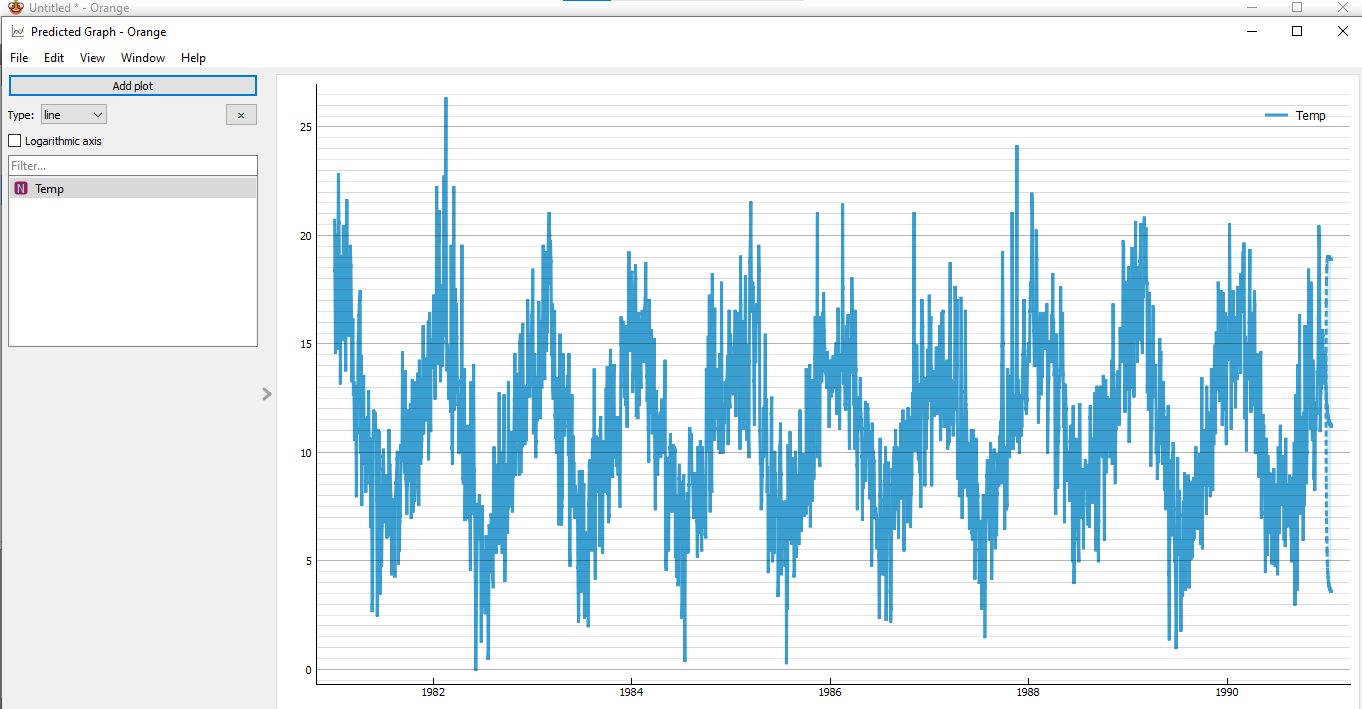 Untitled * - Orange
Predicted Graph - Orange
File Edit View Window Help
Add plot
Type: line ×
Logarithmic axis
Filter...
N Temp
Temp
25
20
15
10
5
0
1982 1984 1986 1988 1990